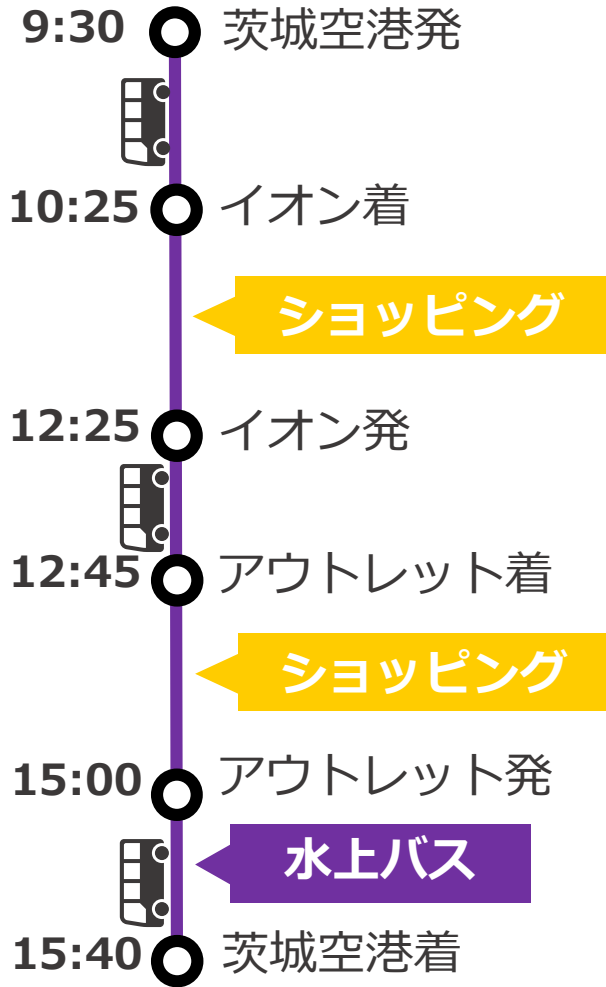 9:30 茨城空港発
10:25 イオン着
ショッピング
12:25 イオン発
12:45 アウトレット着
ショッピング
15:00 アウトレット発
水上バス
15:40 茨城空港着